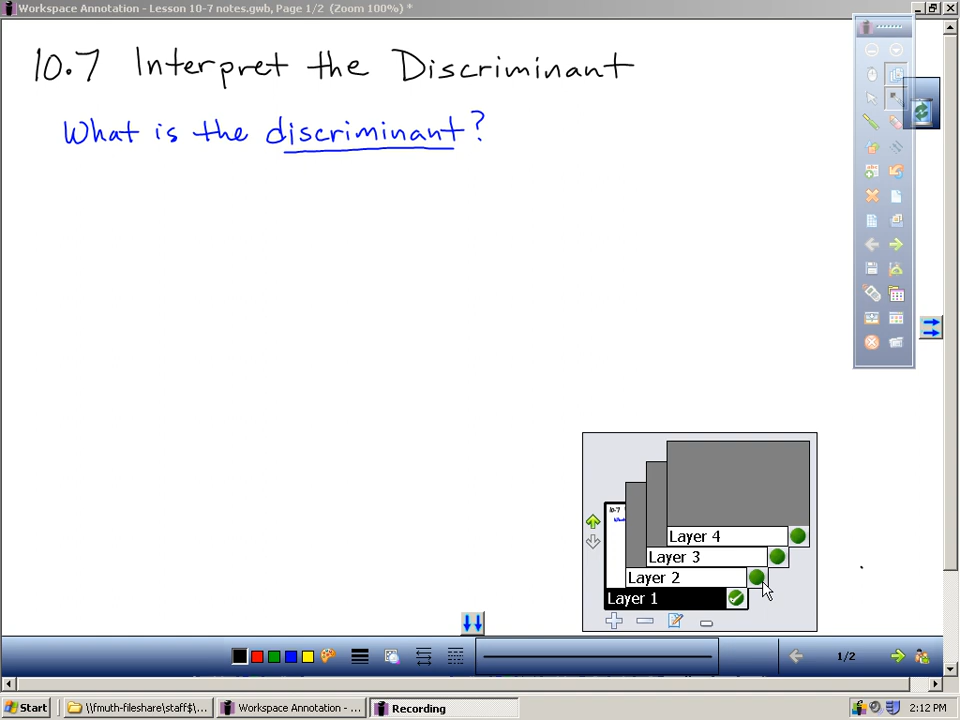 Workspace Annotation - Lesson 10-7 notes.gwb, Page 1/2 (Zoom 100%) *
10.7 Interpret the Discriminant
What is the discriminant?
Layer 4
Layer 3
Layer 2
Layer 1
1/2
Start
\\fmuth-fileshare\staff$\...
Workspace Annotation - ...
Recording
2:12 PM